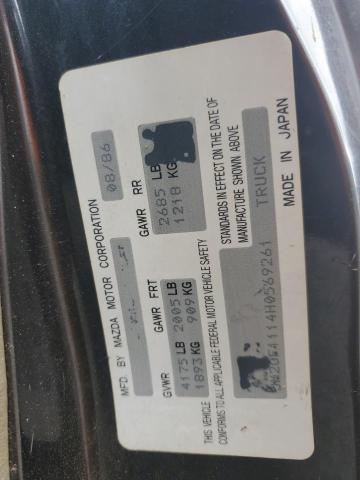 MFD. BY MAZDA MOTOR CORPORATION 08/86
GVWR GAWR FRT GAWR RR
4175 LB 2005 LB 2685 LB
1893 KG 909 KG 1218 KG
THIS VEHICLE CONFORMS TO ALL APPLICABLE FEDERAL MOTOR VEHICLE SAFETY
STANDARDS IN EFFECT ON THE DATE OF MANUFACTURE SHOWN ABOVE
4114H0569261 TRUCK
MADE IN JAPAN